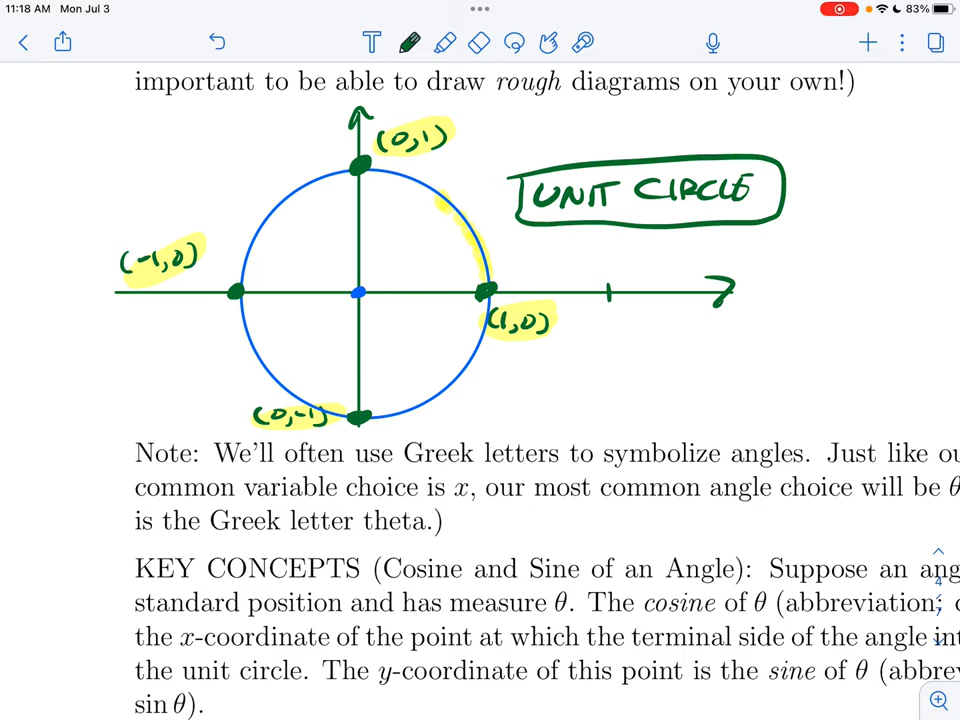 11:18 AM Mon Jul 3
83%
T
important to be able to draw rough diagrams on your own!)
(0,1)
UNIT CIRCLE
(-1,0)
(1,0)
(0,-1)
Note: We'll often use Greek letters to symbolize angles. Just like
common variable choice is x, our most common angle choice will be θ
is the Greek letter theta.)
KEY CONCEPTS (Cosine and Sine of an Angle): Suppose an
standard position and has measure θ. The cosine of θ (abbreviation:
the x-coordinate of the point at which the terminal side of the angle
the unit circle. The y-coordinate of this point is the sine of θ
sin θ).